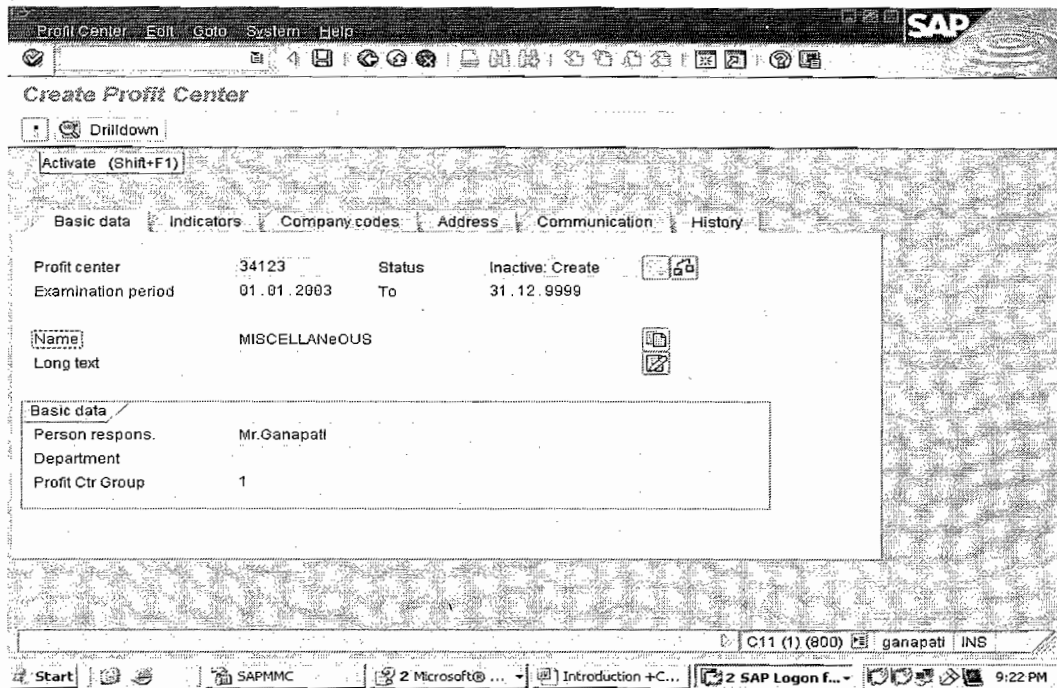 Profit Center Edit Goto System Help
SAP
Create Profit Center
Drilldown
Activate (Shift+F1)
Basic data Indicators Company codes Address Communication History
Profit center 34123 Status Inactive: Create
Examination period 01.01.2003 To 31.12.9999
Name MISCELLANeOUS
Long text
Basic data
Person respons. Mr.Ganapati
Department
Profit Ctr Group 1
C11 (1) (800) ganapati INS
Start SAPMMC 2 Microsoft® ... Introduction +C... 2 SAP Logon f... 9:22 PM